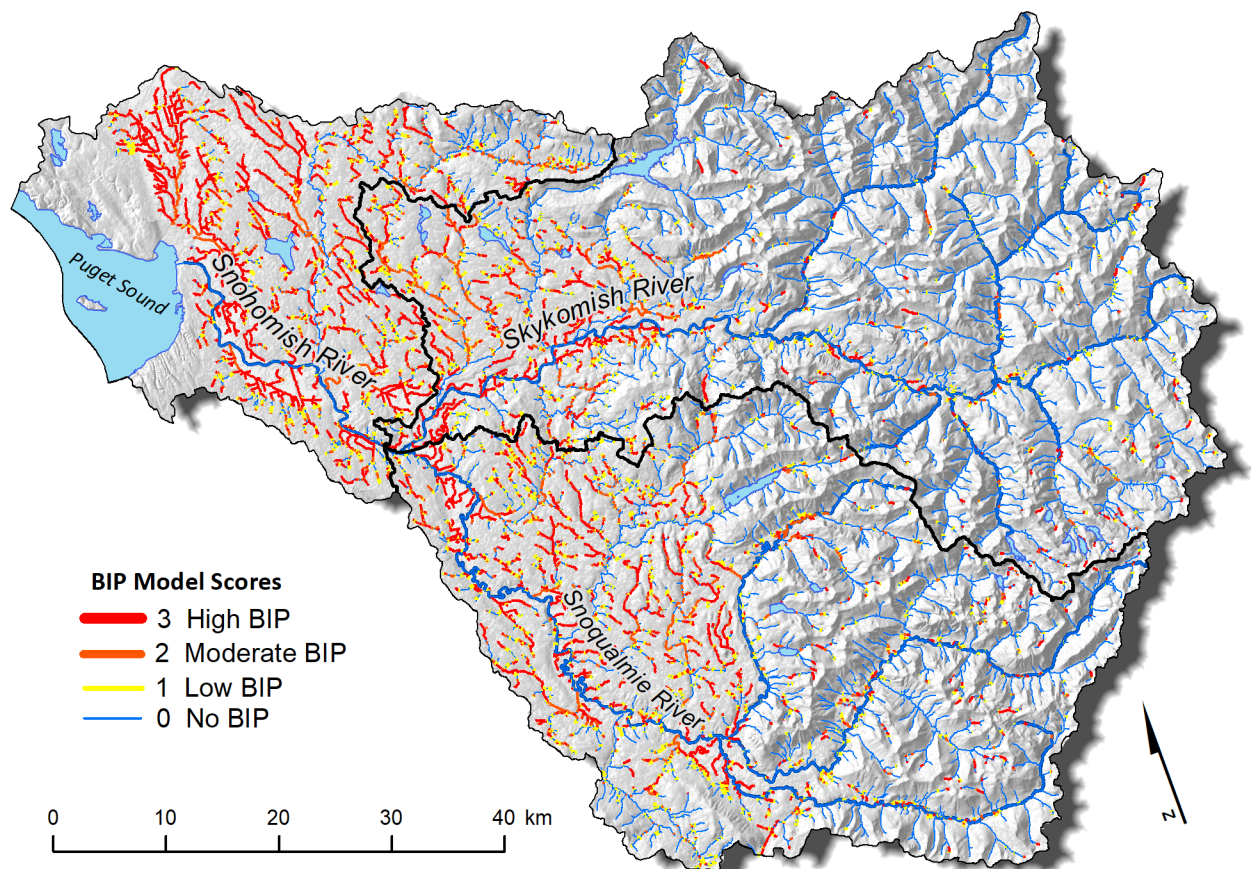 Puget Sound
Snohomish River
Skykomish River
Snoqualmie River
BIP Model Scores
3 High BIP
2 Moderate BIP
1 Low BIP
0 No BIP
0 10 20 30 40 km
N